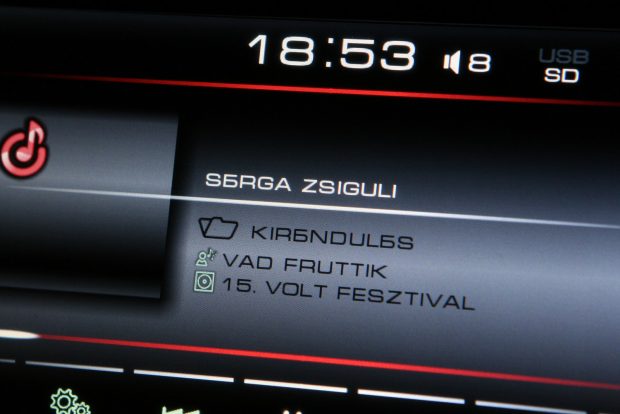 18:53 8 USB
SD
SБRGA ZSIGULI
KIRБNDULБS
VAD FRUTTIK
15. VOLT FESZTIVAL